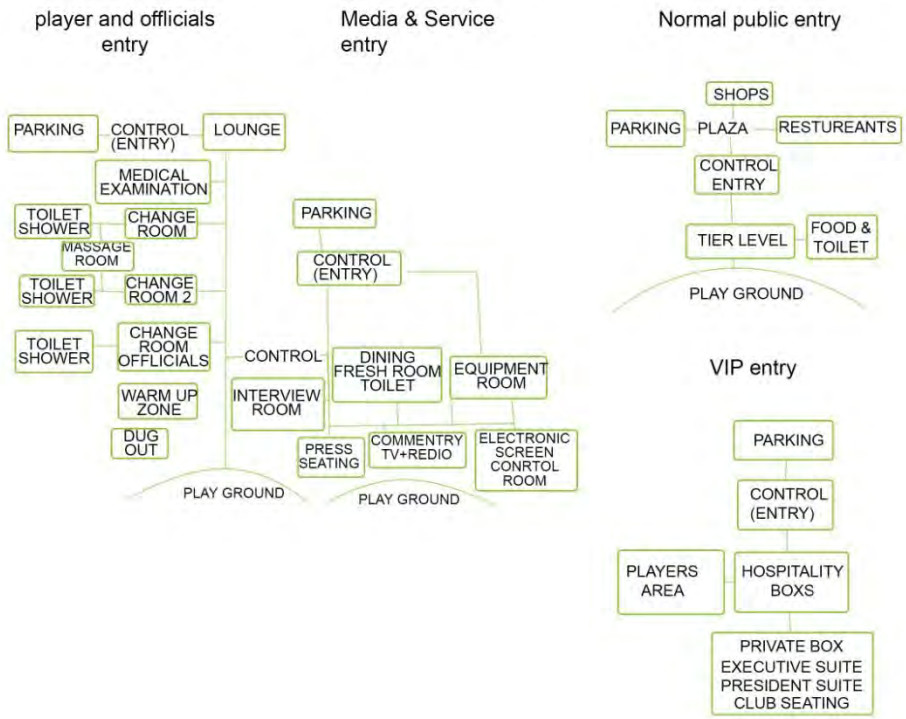 player and offlicials
entry
PARKING
CONTROL
(ENTRY)
LOUNGE
MEDICAL
EXAMINATION
TOILET
SHOWER
CHANGE
ROOM
MASSAGE
ROOM
TOILET
SHOWER
CHANGE
ROOM 2
TOILET
SHOWER
CHANGE
ROOM
OFFLICIALS
WARM UP
ZONE
DUG
OUT
PLAY GROUND
Media & Service
entry
PARKING
CONTROL
(ENTRY)
CONTROL
DINING
FRESH ROOM
TOILET
EQUIPMENT
ROOM
INTERVIEW
ROOM
PRESS
SEATING
COMMENTRY
TV+REDIO
ELECTRONIC
SCREEN
CONRTOL
ROOM
PLAY GROUND
Normal public entry
SHOPS
PARKING
PLAZA
RESTUREANTS
CONTROL
ENTRY
TIER LEVEL
FOOD &
TOILET
PLAY GROUND
VIP entry
PARKING
CONTROL
(ENTRY)
PLAYERS
AREA
HOSPITALITY
BOXS
PRIVATE BOX
EXECUTIVE SUITE
PRESIDENT SUITE
CLUB SEATING